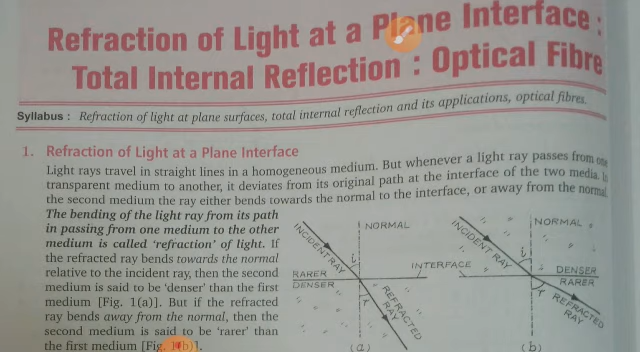 Refraction of Light at a Plane Interface :
Total Internal Reflection : Optical Fibre
Syllabus : Refraction of light at plane surfaces, total internal reflection and its applications, optical fibres.
1. Refraction of Light at a Plane Interface
Light rays travel in straight lines in a homogeneous medium. But whenever a light ray passes from one
transparent medium to another, it deviates from its original path at the interface of the two media. In
the second medium the ray either bends towards the normal to the interface, or away from the normal.
The bending of the light ray from its path
in passing from one medium to the other
medium is called 'refraction' of light. If
the refracted ray bends towards the normal
relative to the incident ray, then the second
medium is said to be 'denser' than the first
medium [Fig. 1(a)]. But if the refracted
ray bends away from the normal, then the
second medium is said to be 'rarer' than
the first medium [Fig. 1(b)].
NORMAL
INCIDENT RAY
i
RARER
DENSER
INTERFACE
r
REFRACTED
RAY
(a)
NORMAL
INCIDENT RAY
i
DENSER
RARER
r
REFRACTED
RAY
(b)